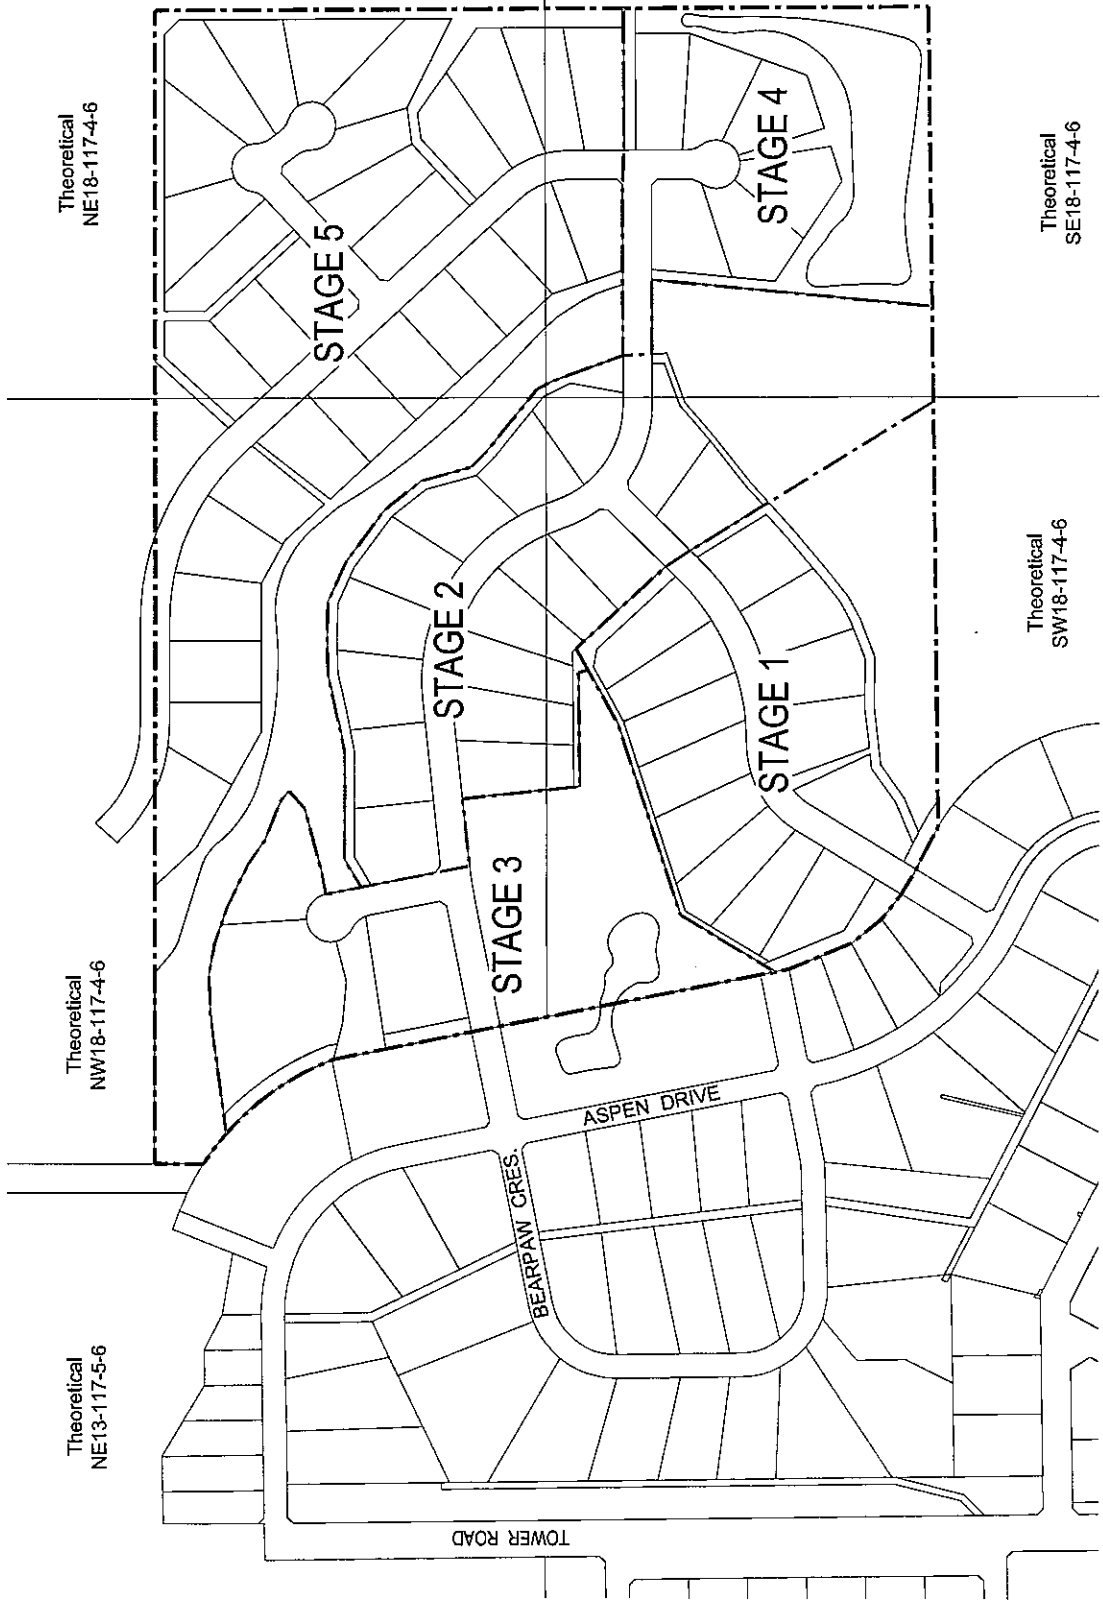 Theoretical
NE18-117-4-6
STAGE 5
STAGE 4
Theoretical
SE18-117-4-6
Theoretical
NW18-117-4-6
STAGE 2
STAGE 3
STAGE 1
Theoretical
SW18-117-4-6
ASPEN DRIVE
BEARPAW CRES.
Theoretical
NE13-117-5-6
TOWER ROAD